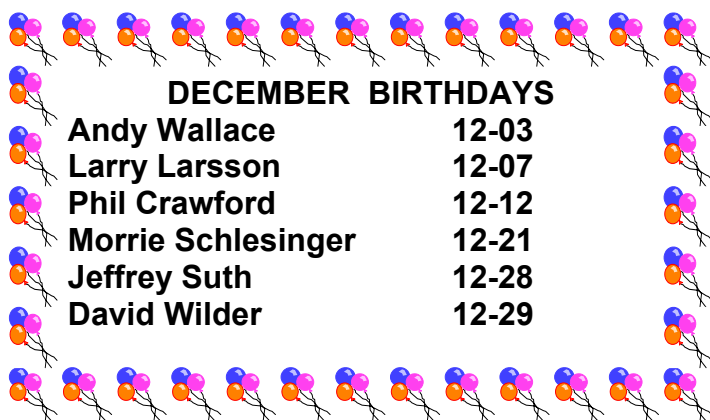 DECEMBER BIRTHDAYS
Andy Wallace 12-03
Larry Larsson 12-07
Phil Crawford 12-12
Morrie Schlesinger 12-21
Jeffrey Suth 12-28
David Wilder 12-29